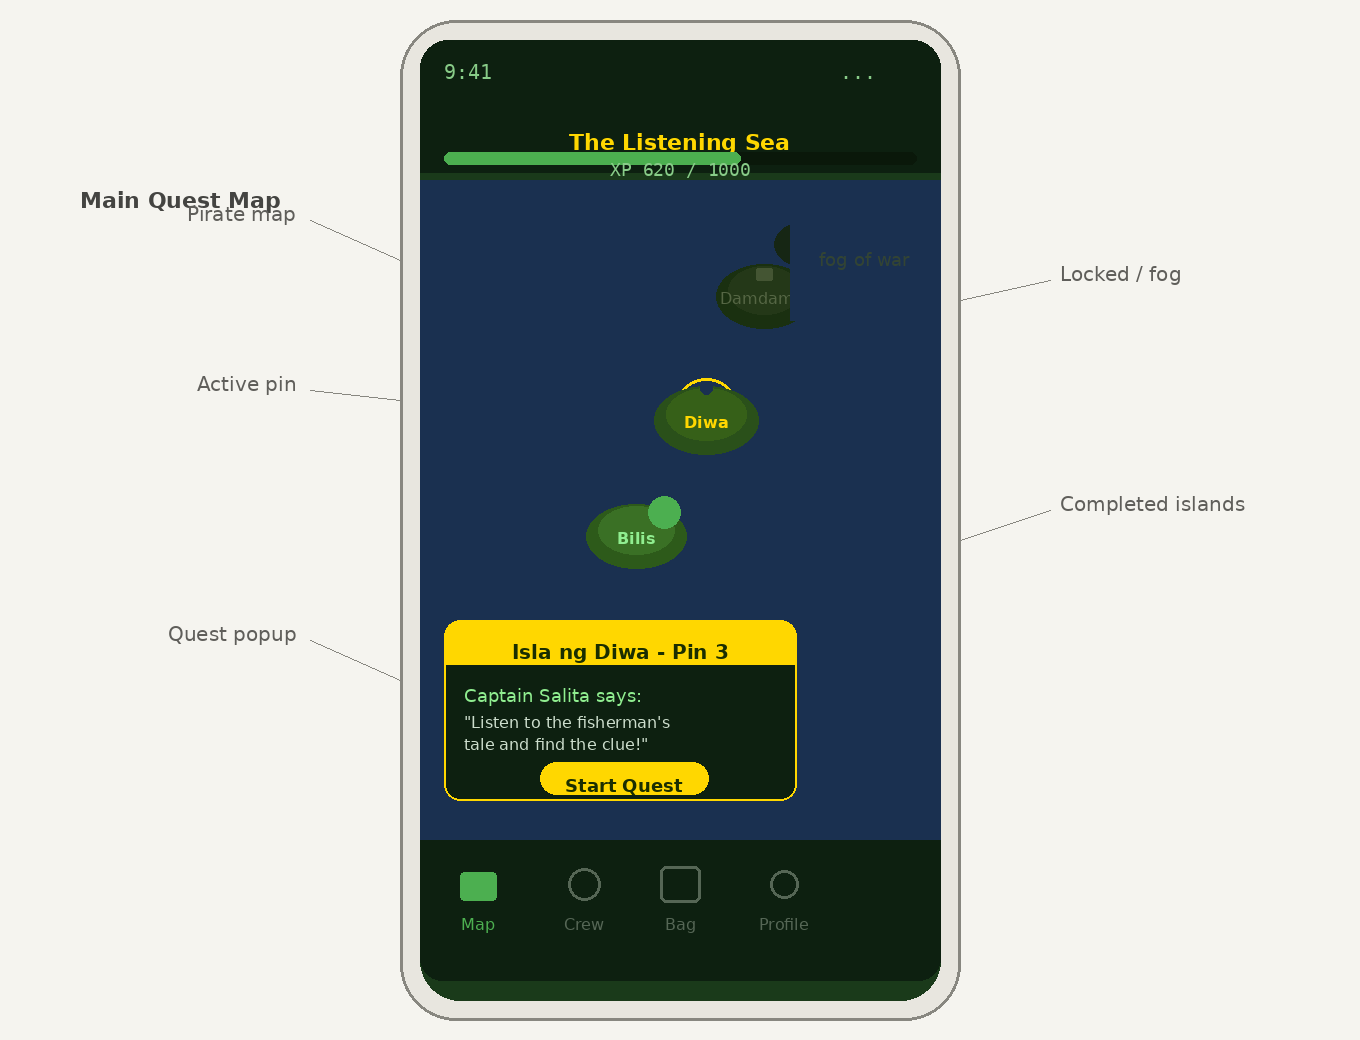 9:41
...
The Listening Sea
XP 620 / 1000
Main Quest Map
Pirate map
fog of war
Locked / fog
Damdam
Active pin
Diwa
Completed islands
Bilis
Quest popup
Isla ng Diwa - Pin 3
Captain Salita says:
"Listen to the fisherman's
tale and find the clue!"
Start Quest
Map
Crew
Bag
Profile